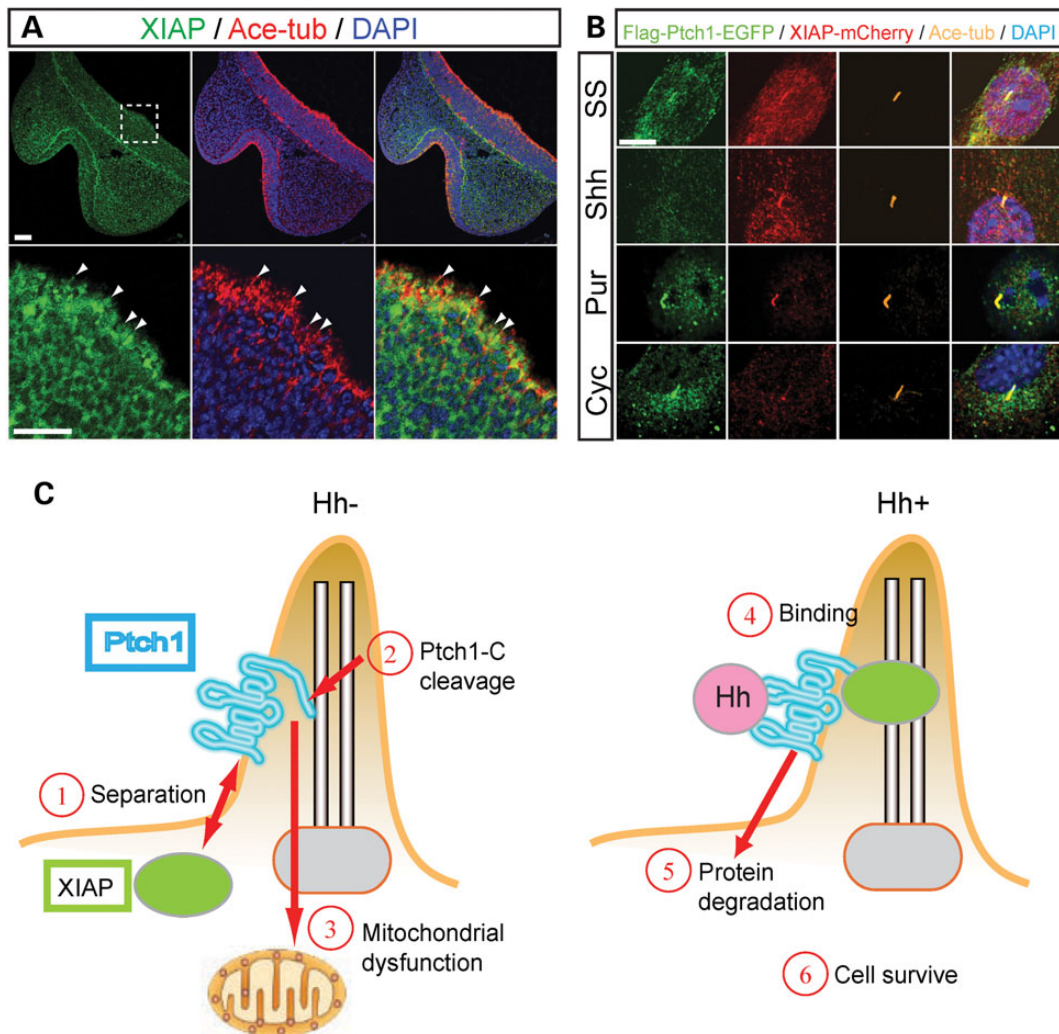 A
XIAP / Ace-tub / DAPI
B
Flag-Ptch1-EGFP / XIAP-mCherry / Ace-tub / DAPI
SS
Shh
Pur
Cyc
C
Hh-
Ptch1
2 Ptch1-C
cleavage
1 Separation
XIAP
3 Mitochondrial
dysfunction
Hh+
4 Binding
Hh
5 Protein
degradation
6 Cell survive